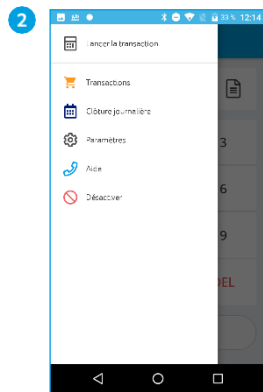 2
33 % 12:14
Lancer la transaction
Transactions
Clôture journalière
3
Paramètres
6
Aide
Désactiver
9
DEL